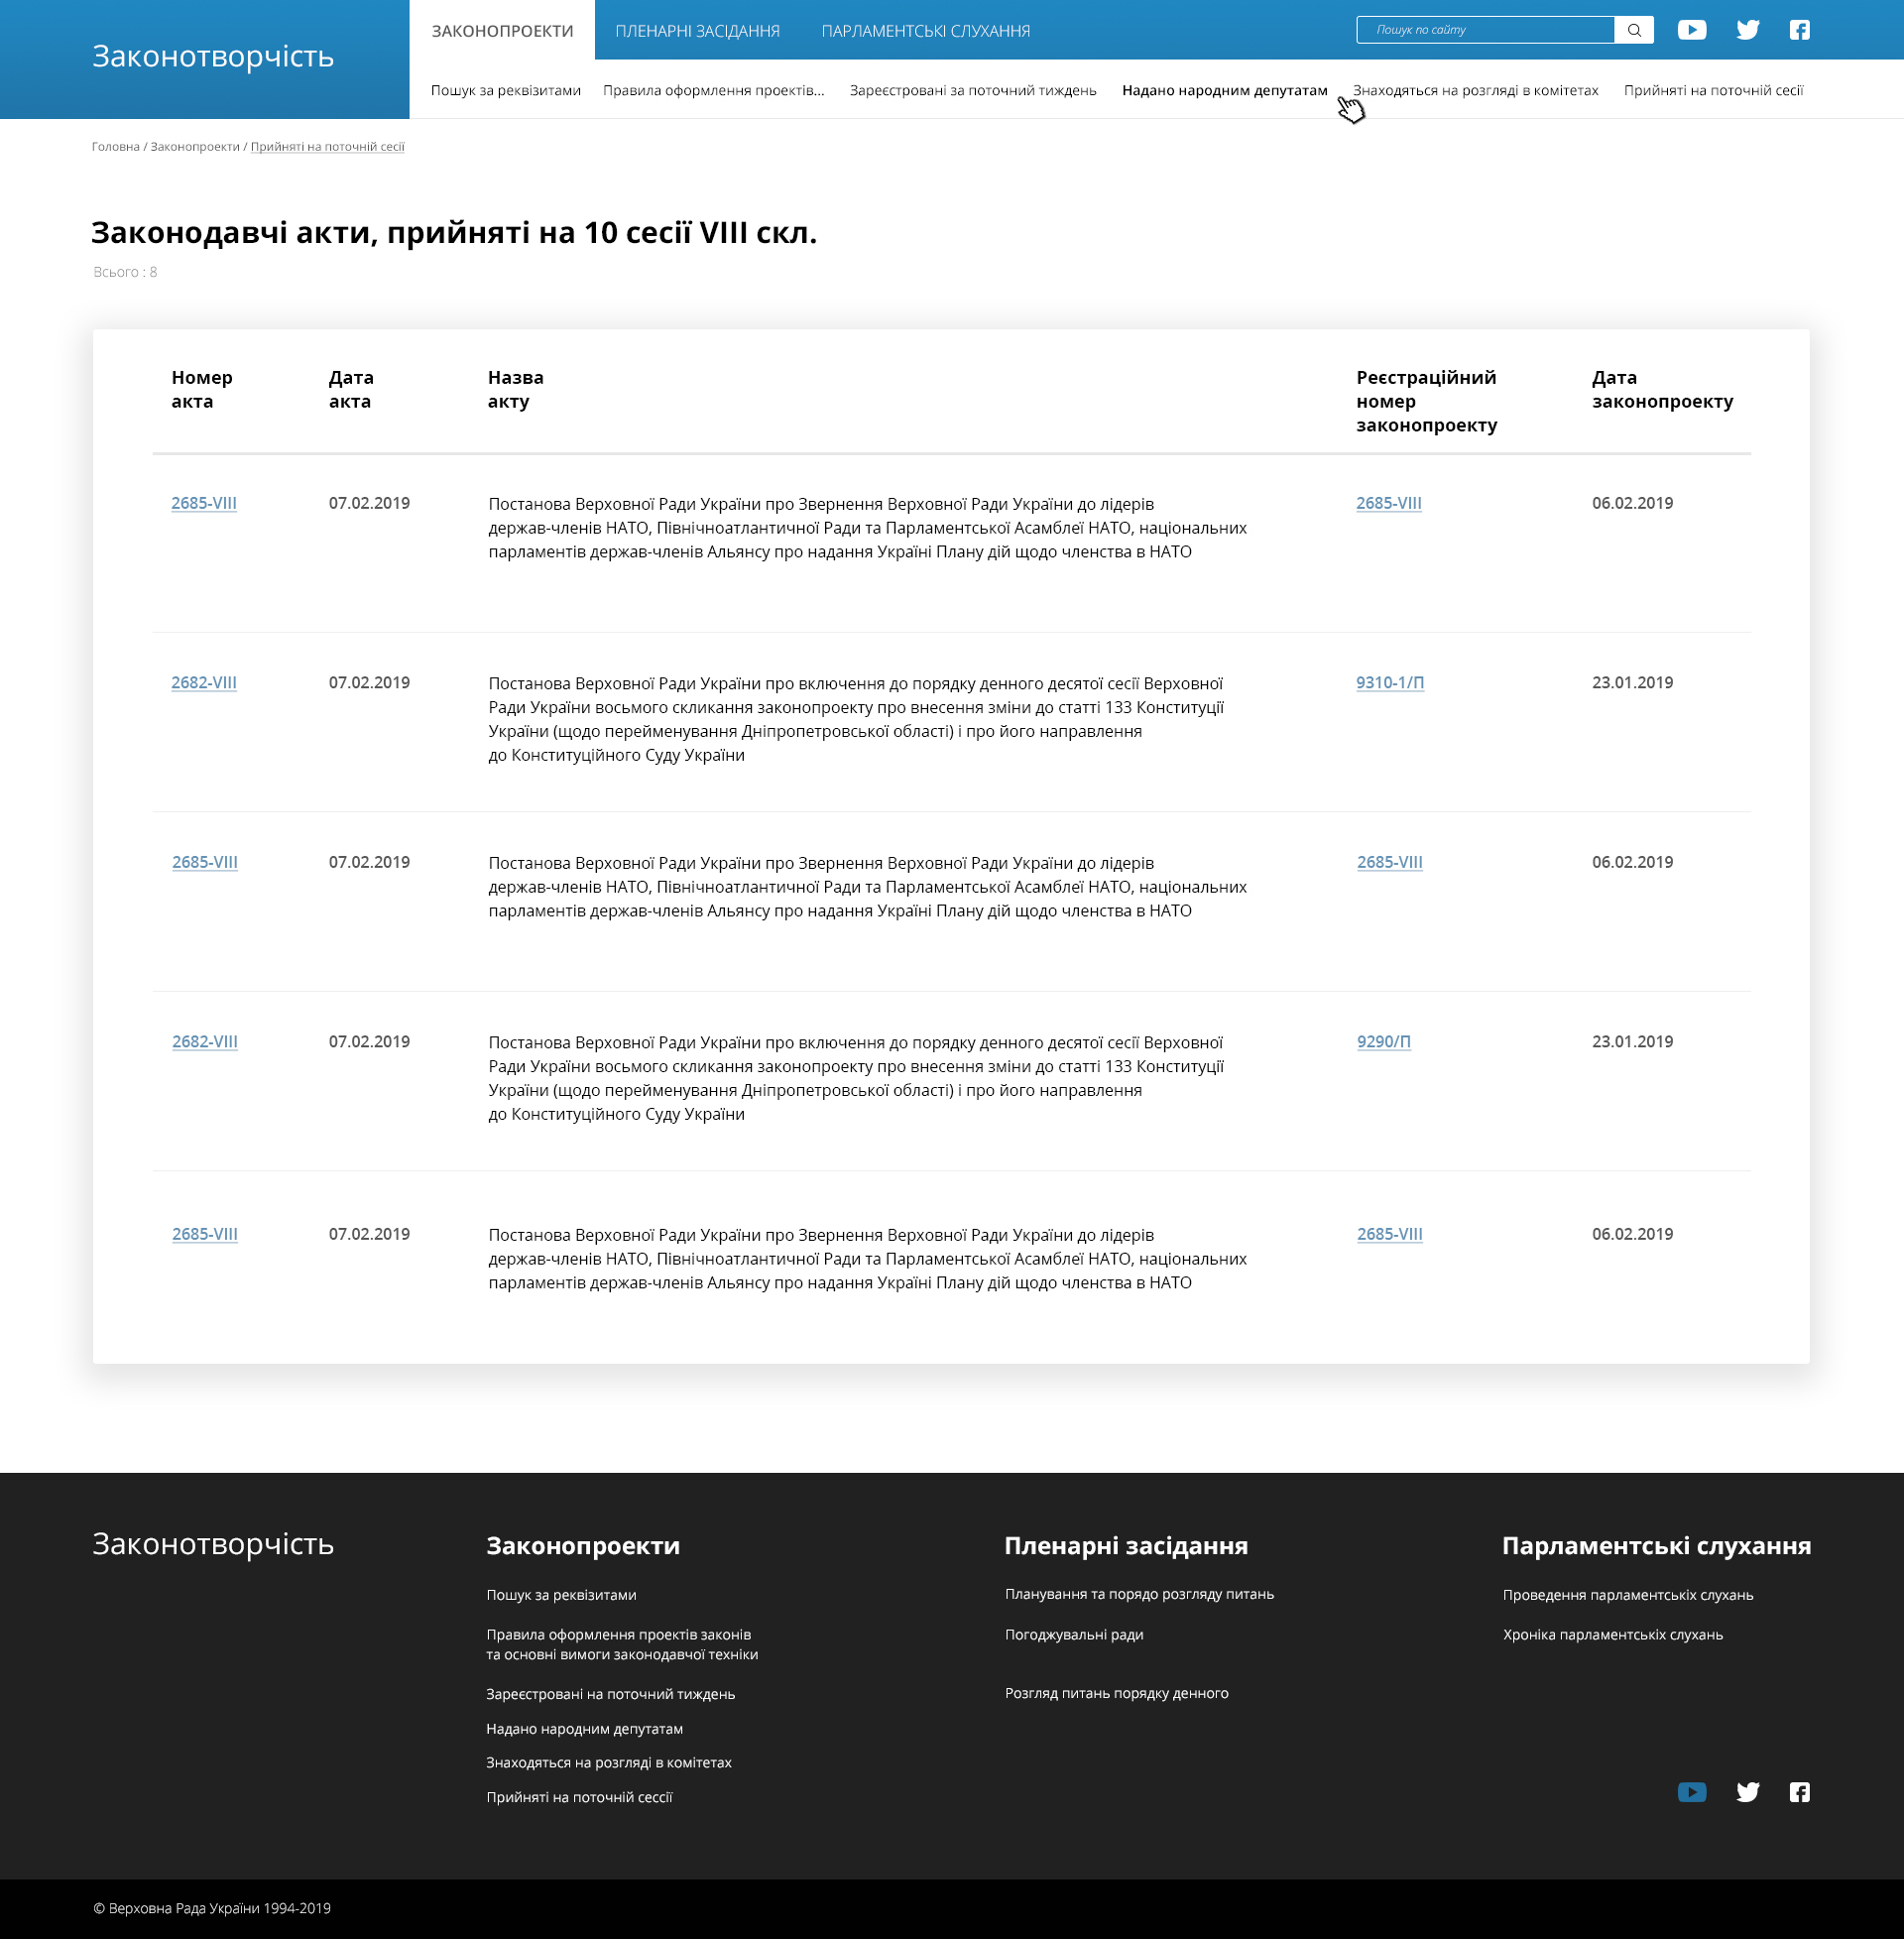 Законотворчість
ЗАКОНОПРОЕКТИ
ПЛЕНАРНІ ЗАСІДАННЯ
ПАРЛАМЕНТСЬКІ СЛУХАННЯ
Пошук по сайту
Пошук за реквізитами
Правила оформлення проектів...
Зареєстровані за поточний тиждень
Надано народним депутатам
Знаходяться на розгляді в комітетах
Прийняті на поточній сесії
Головна / Законопроекти / Прийняті на поточній сесії
Законодавчі акти, прийняті на 10 сесії VIII скл.
Всього : 8
Номер
акта
Дата
акта
Назва
акту
Реєстраційний
номер
законопроекту
Дата
законопроекту
2685-VIII
07.02.2019
Постанова Верховної Ради України про Звернення Верховної Ради України до лідерів
держав-членів НАТО, Північноатлантичної Ради та Парламентської Асамблеї НАТО, національних
парламентів держав-членів Альянсу про надання Україні Плану дій щодо членства в НАТО
2685-VIII
06.02.2019
2682-VIII
07.02.2019
Постанова Верховної Ради України про включення до порядку денного десятої сесії Верховної
Ради України восьмого скликання законопроекту про внесення зміни до статті 133 Конституції
України (щодо перейменування Дніпропетровської області) і про його направлення
до Конституційного Суду України
9310-1/П
23.01.2019
2685-VIII
07.02.2019
Постанова Верховної Ради України про Звернення Верховної Ради України до лідерів
держав-членів НАТО, Північноатлантичної Ради та Парламентської Асамблеї НАТО, національних
парламентів держав-членів Альянсу про надання Україні Плану дій щодо членства в НАТО
2685-VIII
06.02.2019
2682-VIII
07.02.2019
Постанова Верховної Ради України про включення до порядку денного десятої сесії Верховної
Ради України восьмого скликання законопроекту про внесення зміни до статті 133 Конституції
України (щодо перейменування Дніпропетровської області) і про його направлення
до Конституційного Суду України
9290/П
23.01.2019
2685-VIII
07.02.2019
Постанова Верховної Ради України про Звернення Верховної Ради України до лідерів
держав-членів НАТО, Північноатлантичної Ради та Парламентської Асамблеї НАТО, національних
парламентів держав-членів Альянсу про надання Україні Плану дій щодо членства в НАТО
2685-VIII
06.02.2019
Законотворчість
Законопроекти
Пошук за реквізитами
Правила оформлення проектів законів
та основні вимоги законодавчої техніки
Зареєстровані на поточний тиждень
Надано народним депутатам
Знаходяться на розгляді в комітетах
Прийняті на поточній сессії
Пленарні засідання
Планування та порядо розгляду питань
Погоджувальні ради
Розгляд питань порядку денного
Парламентські слухання
Проведення парламентськіх слухань
Хроніка парламентськіх слухань
© Верховна Рада України 1994-2019